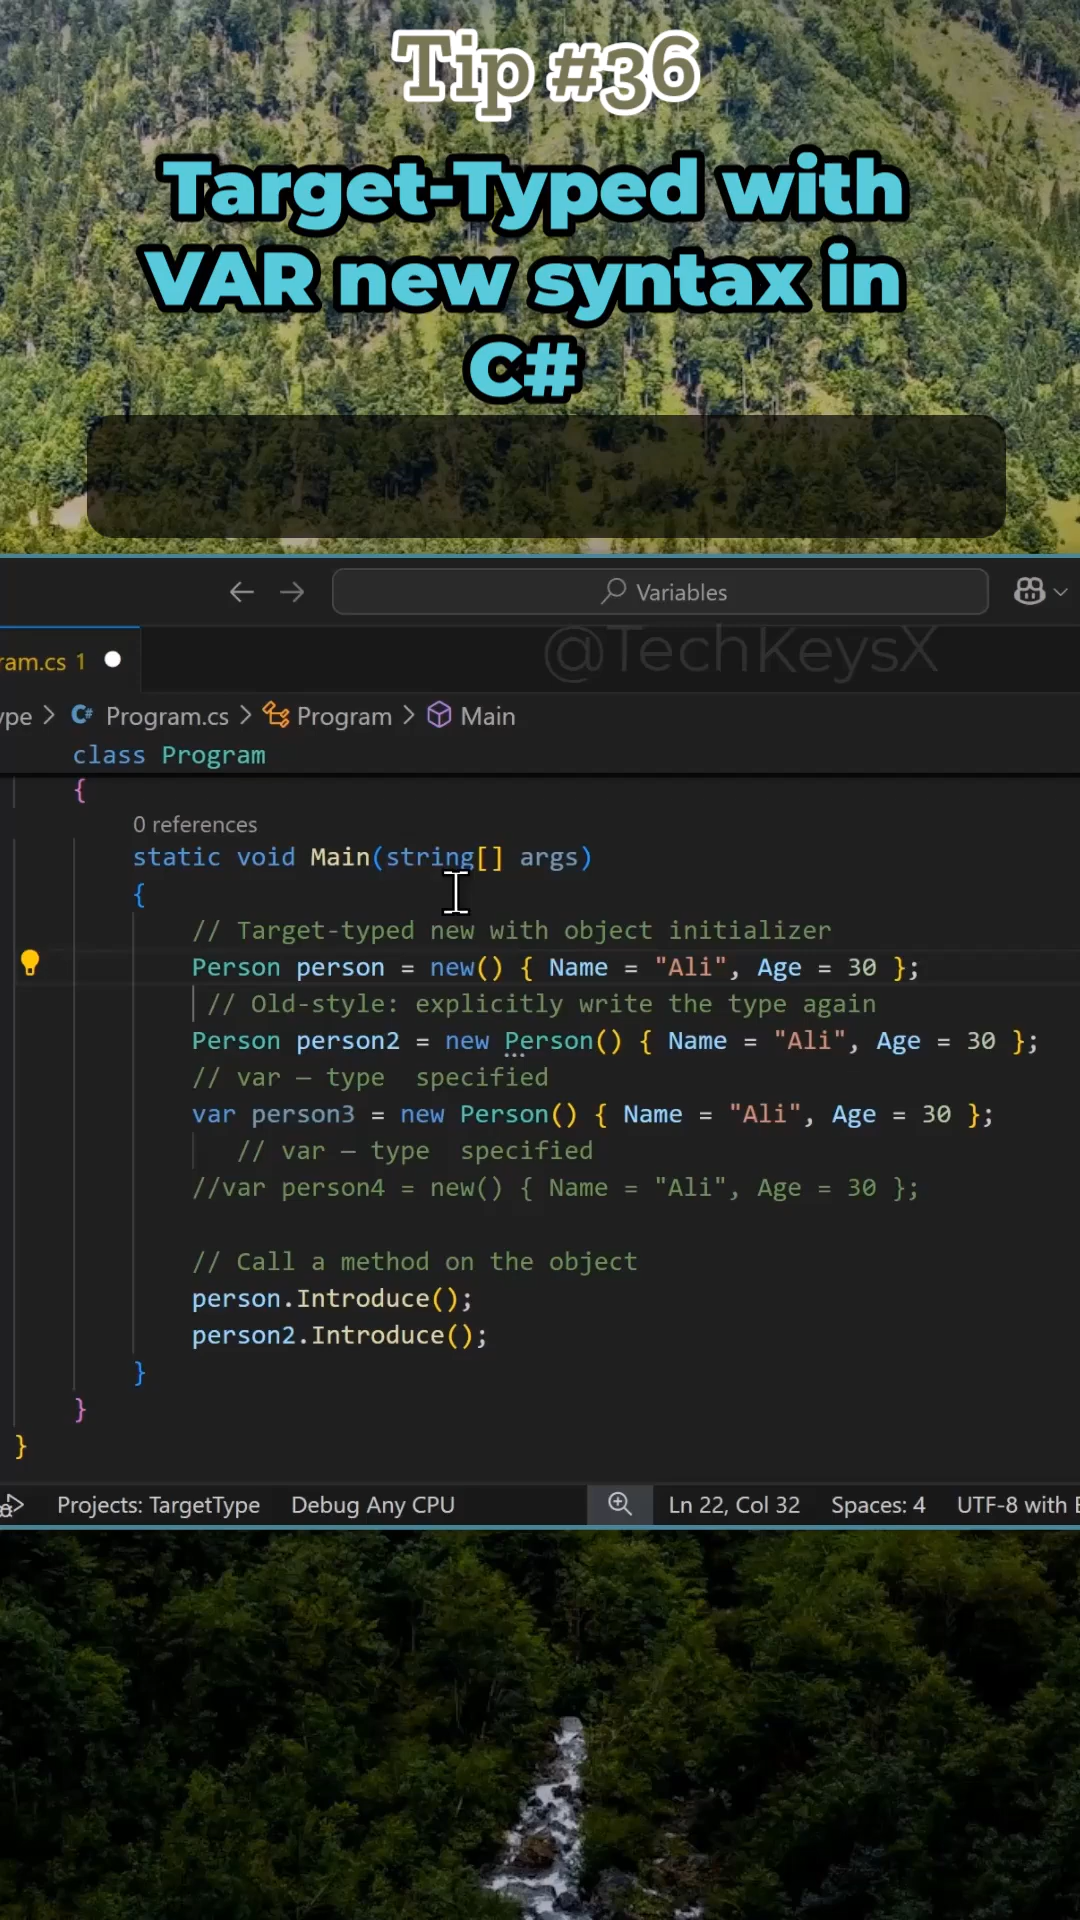 Tip #36
Target-Typed with
VAR new syntax in
C#
Variables
@TechKeysX
ram.cs 1
ype > C# Program.cs > Program > Main
class Program
{
0 references
static void Main(string[] args)
{
// Target-typed new with object initializer
Person person = new() { Name = "Ali", Age = 30 };
// Old-style: explicitly write the type again
Person person2 = new Person() { Name = "Ali", Age = 30 };
// var – type  specified
var person3 = new Person() { Name = "Ali", Age = 30 };
// var – type  specified
//var person4 = new() { Name = "Ali", Age = 30 };
// Call a method on the object
person.Introduce();
person2.Introduce();
}
}
}
Projects: TargetType Debug Any CPU Ln 22, Col 32 Spaces: 4 UTF-8 with